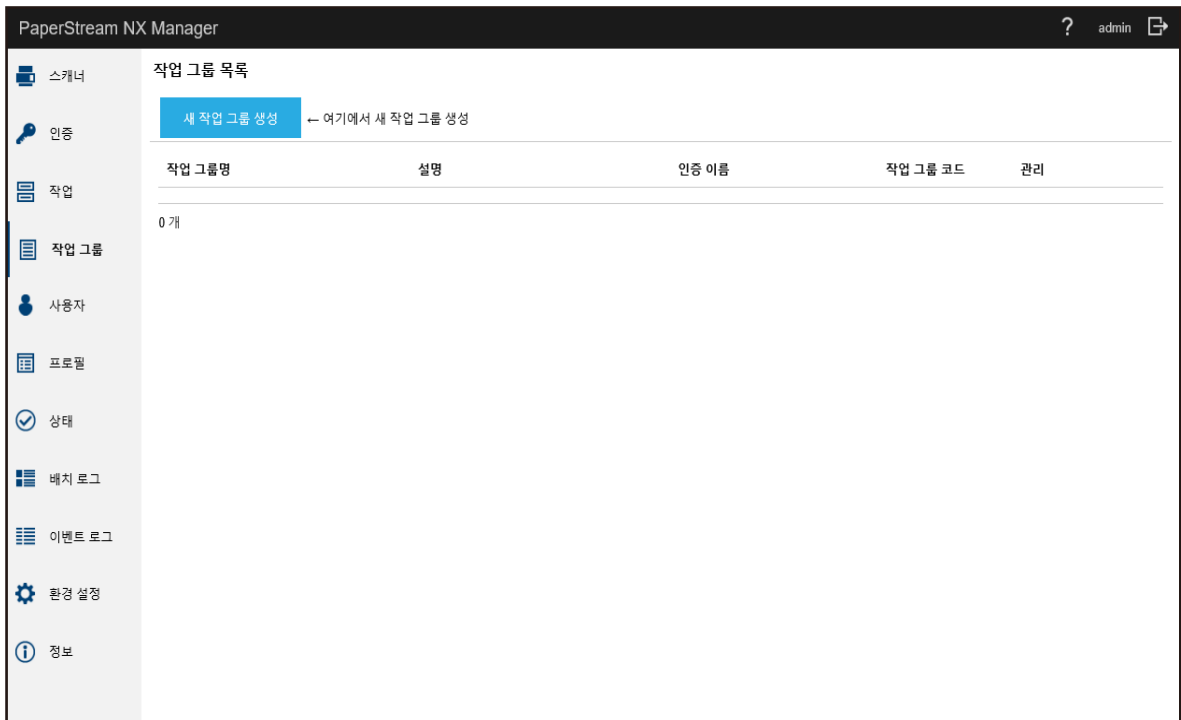 PaperStream NX Manager ? admin
스캐너
인증
작업
작업 그룹
사용자
프로필
상태
배치 로그
이벤트 로그
환경 설정
정보
작업 그룹 목록
새 작업 그룹 생성 ← 여기에서 새 작업 그룹 생성
작업 그룹명 설명 인증 이름 작업 그룹 코드 관리
0 개